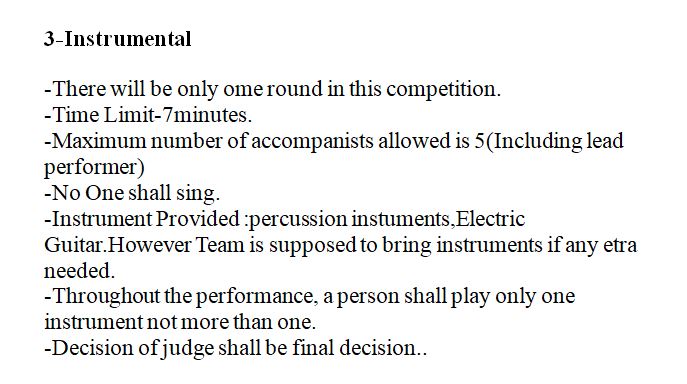 3-Instrumental
-There will be only ome round in this competition.
-Time Limit-7minutes.
-Maximum number of accompanists allowed is 5(Including lead
performer)
-No One shall sing.
-Instrument Provided :percussion instuments,Electric
Guitar.However Team is supposed to bring instruments if any etra
needed.
-Throughout the performance, a person shall play only one
instrument not more than one.
-Decision of judge shall be final decision..